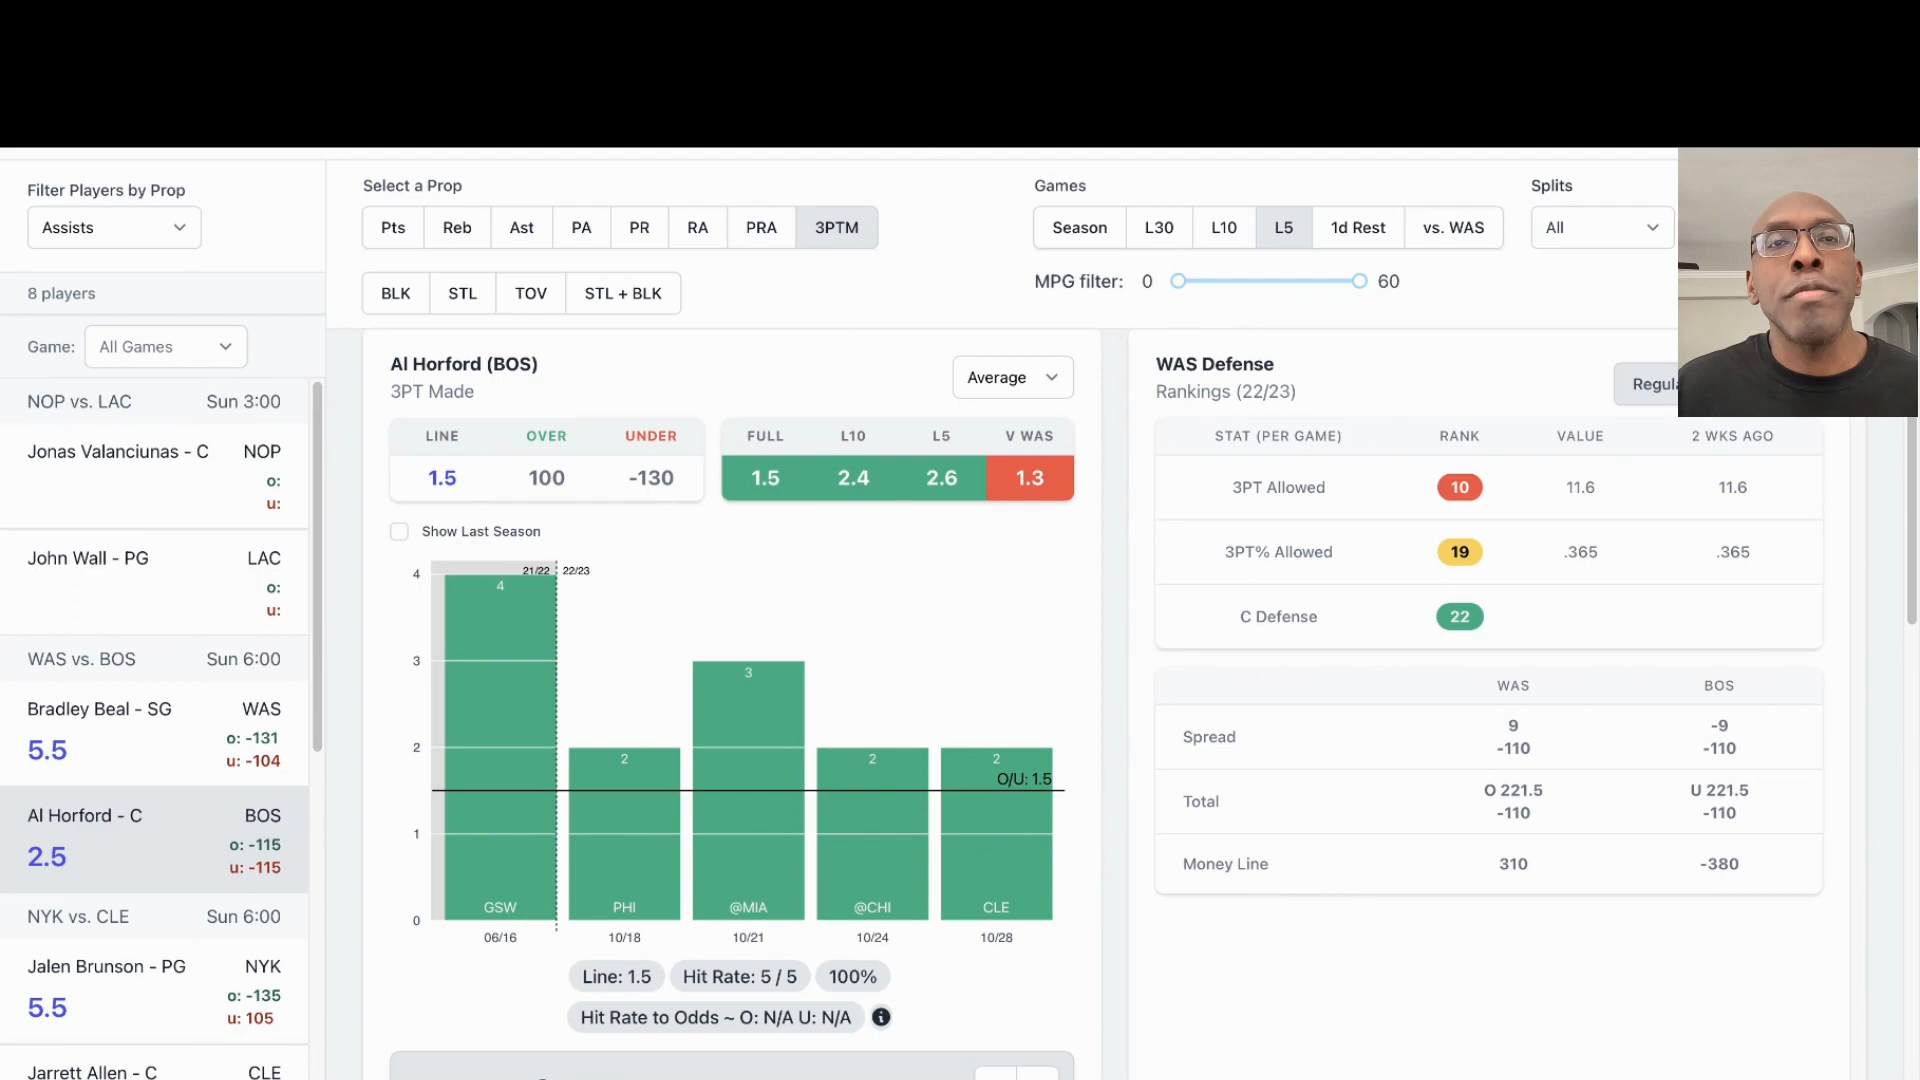 Filter Players by Prop
Assists
8 players
Game: All Games
NOP vs. LAC Sun 3:00
Jonas Valanciunas - C NOP
o:
u:
John Wall - PG LAC
o:
u:
WAS vs. BOS Sun 6:00
Bradley Beal - SG WAS
5.5 o: -131
u: -104
Al Horford - C BOS
2.5 o: -115
u: -115
NYK vs. CLE Sun 6:00
Jalen Brunson - PG NYK
5.5 o: -135
u: 105
Jarrett Allen - C CLE
Select a Prop
Pts Reb Ast PA PR RA PRA 3PTM
BLK STL TOV STL + BLK
Games
Season L30 L10 L5 1d Rest vs. WAS
MPG filter: 0 60
Splits
All
Al Horford (BOS)
3PT Made
Average
LINE OVER UNDER
1.5 100 -130
FULL L10 L5 V WAS
1.5 2.4 2.6 1.3
Show Last Season
21/22 22/23
4
3
2
1
0
4 2 3 2 2
O/U: 1.5
GSW PHI @MIA @CHI CLE
06/16 10/18 10/21 10/24 10/28
Line: 1.5 Hit Rate: 5 / 5 100%
Hit Rate to Odds ~ O: N/A U: N/A
WAS Defense
Rankings (22/23)
STAT (PER GAME) RANK VALUE 2 WKS AGO
3PT Allowed 10 11.6 11.6
3PT% Allowed 19 .365 .365
C Defense 22
WAS BOS
Spread 9 -9
-110 -110
Total O 221.5 U 221.5
-110 -110
Money Line 310 -380